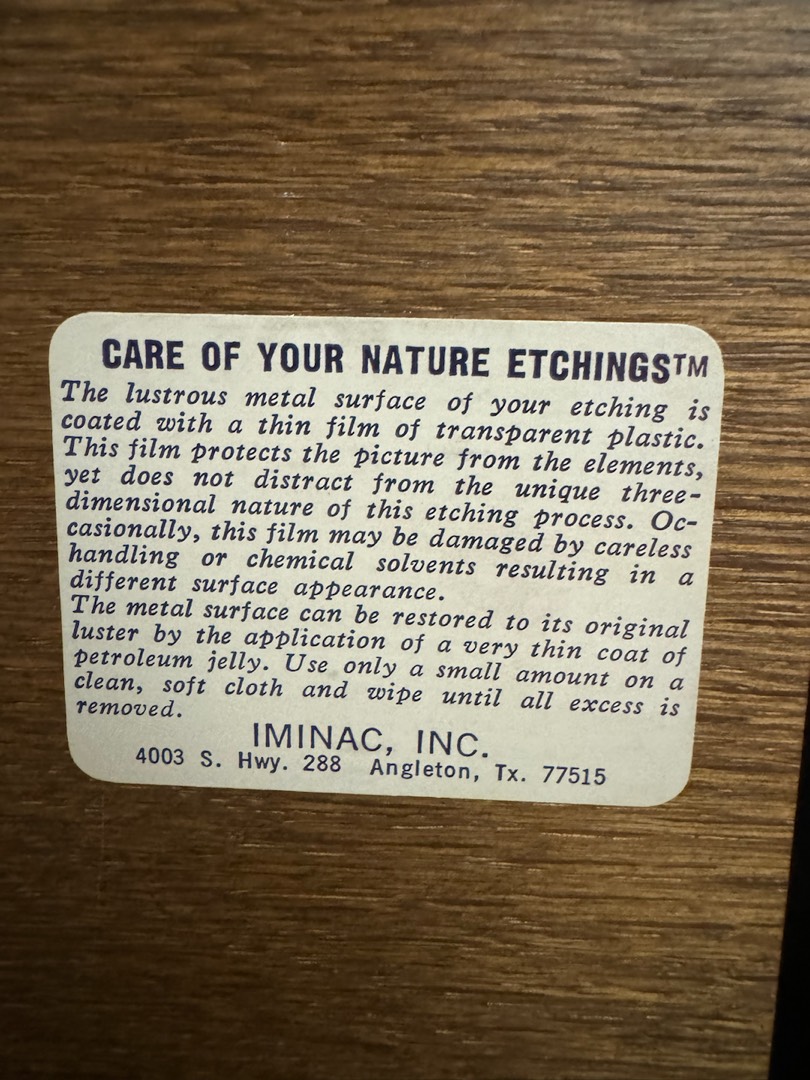 CARE OF YOUR NATURE ETCHINGS™
The lustrous metal surface of your etching is
coated with a thin film of transparent plastic.
This film protects the picture from the elements,
yet does not distract from the unique three-
dimensional nature of this etching process. Oc-
casionally, this film may be damaged by careless
handling or chemical solvents resulting in a
different surface appearance.
The metal surface can be restored to its original
luster by the application of a very thin coat of
petroleum jelly. Use only a small amount on a
clean, soft cloth and wipe until all excess is
removed.
IMINAC, INC.
4003 S. Hwy. 288 Angleton, Tx. 77515